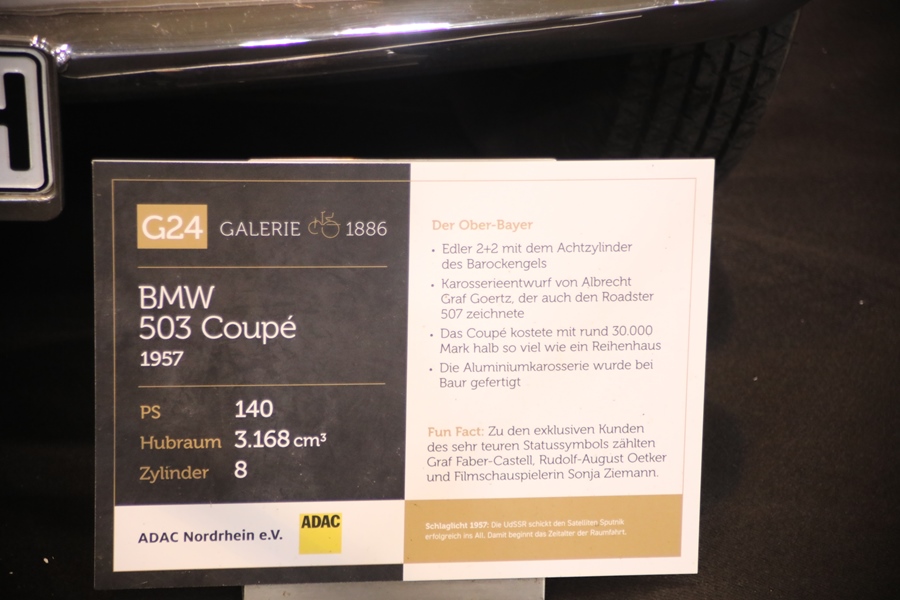 H
G24 GALERIE 1886
BMW
503 Coupé
1957
PS 140
Hubraum 3.168 cm³
Zylinder 8
ADAC Nordrhein e.V. ADAC
Der Ober-Bayer
• Edler 2+2 mit dem Achtzylinder
des Barockengels
• Karosserieentwurf von Albrecht
Graf Goertz, der auch den Roadster
507 zeichnete
• Das Coupé kostete mit rund 30.000
Mark halb so viel wie ein Reihenhaus
• Die Aluminiumkarosserie wurde bei
Baur gefertigt
Fun Fact: Zu den exklusiven Kunden
des sehr teuren Statussymbols zählten
Graf Faber-Castell, Rudolf-August Oetker
und Filmschauspielerin Sonja Ziemann.
Schlaglicht 1957: Die UdSSR schickt den Satelliten Sputnik
erfolgreich ins All. Damit beginnt das Zeitalter der Raumfahrt.